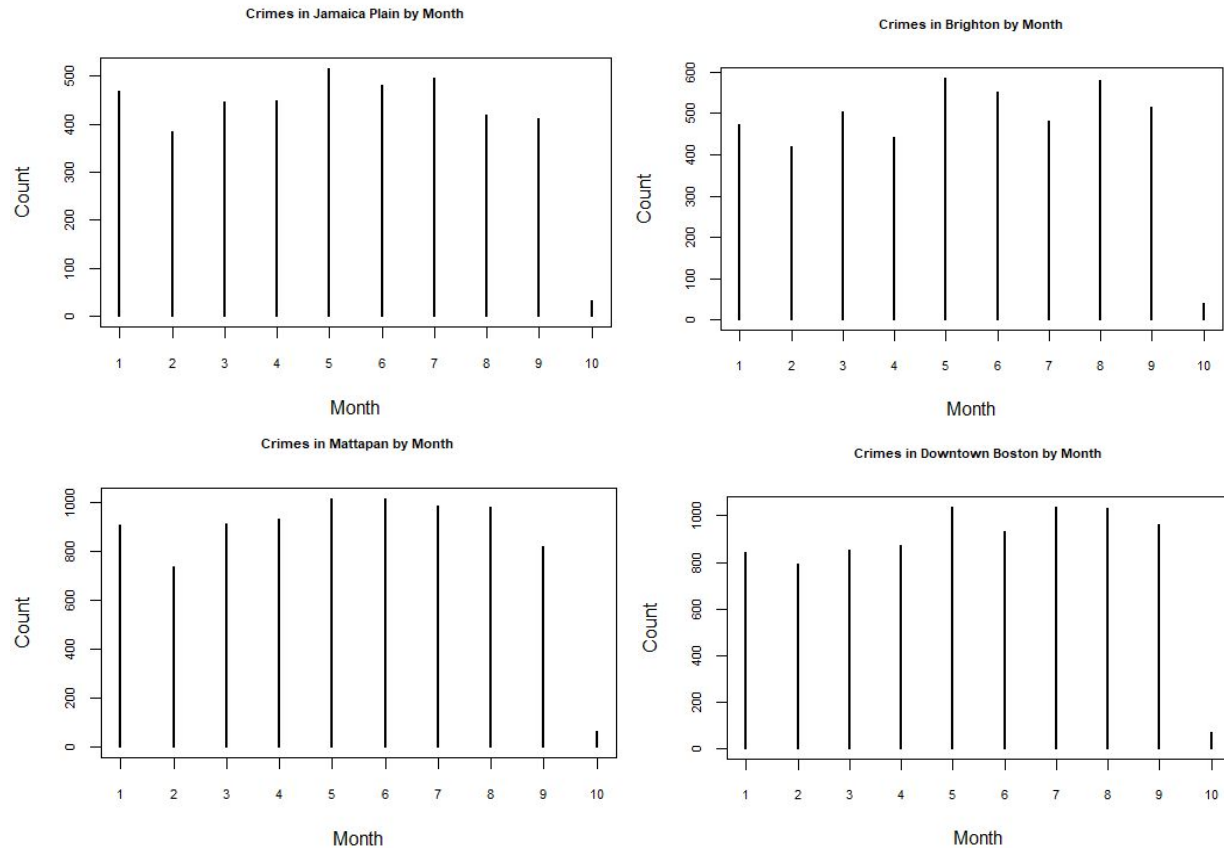 Crimes in Jamaica Plain by Month
Count
500
400
300
200
100
0
1 2 3 4 5 6 7 8 9 10
Month
Crimes in Brighton by Month
Count
600
500
400
300
200
100
0
1 2 3 4 5 6 7 8 9 10
Month
Crimes in Mattapan by Month
Count
1000
800
600
400
200
0
1 2 3 4 5 6 7 8 9 10
Month
Crimes in Downtown Boston by Month
Count
1000
800
600
400
200
0
1 2 3 4 5 6 7 8 9 10
Month